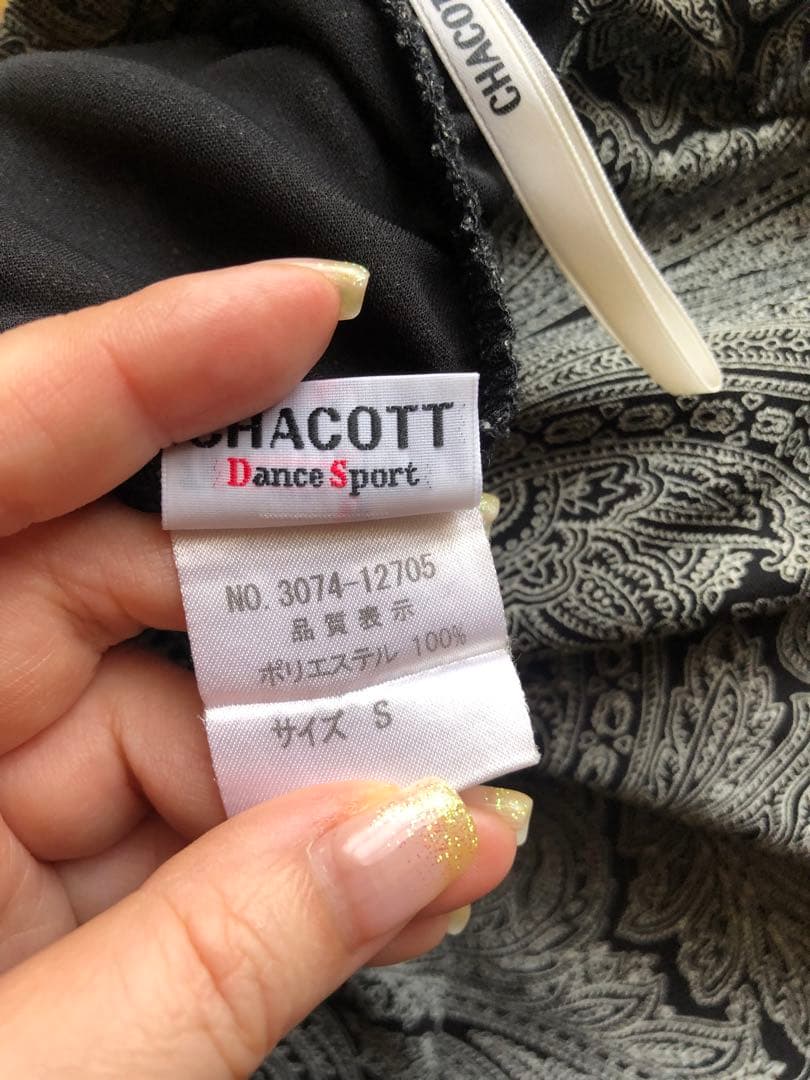 CHACOTT
CHACOTT
Dance Sport
NO. 3074-12705
品質表示
ポリエステル 100%
サイズ S